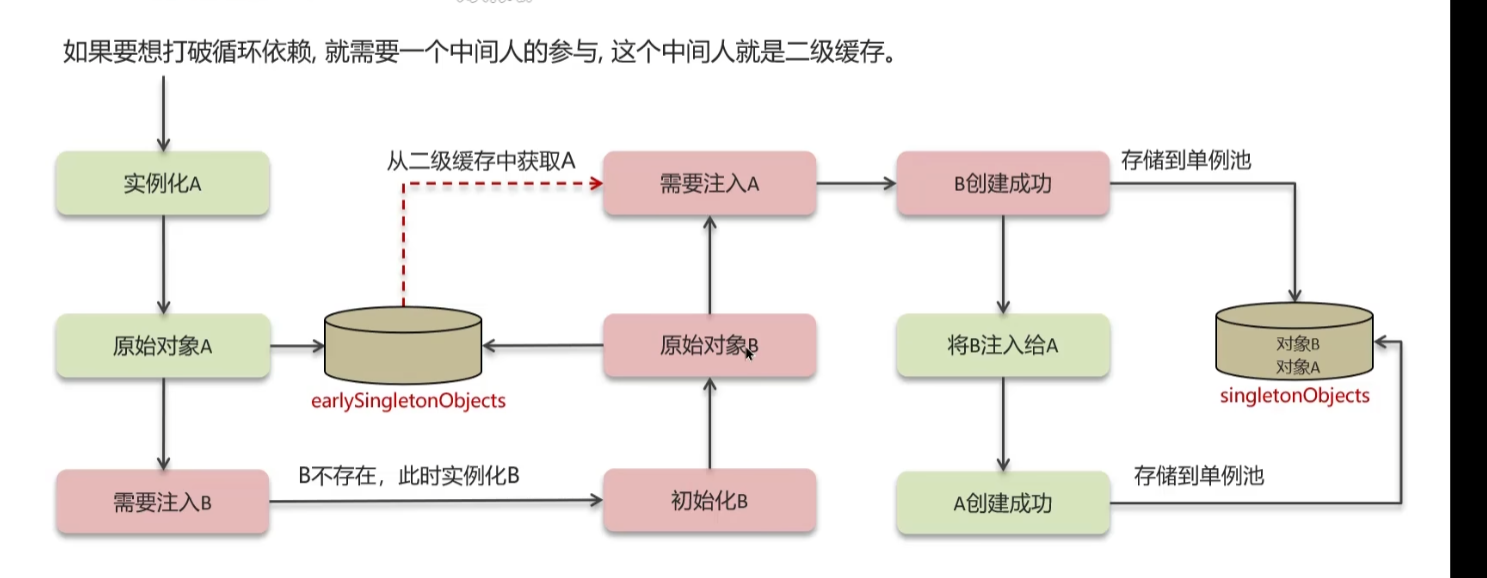 如果要想打破循环依赖, 就需要一个中间人的参与, 这个中间人就是二级缓存。
实例化A
从二级缓存中获取A
需要注入A
B创建成功
存储到单例池
原始对象A
earlySingletonObjects
原始对象B
将B注入给A
对象B
对象A
singletonObjects
需要注入B
B不存在，此时实例化B
初始化B
A创建成功
存储到单例池